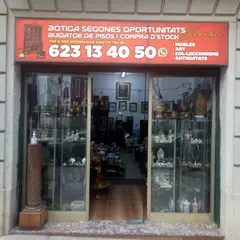 BOTIGA SEGONES OPORTUNITATS
BUIDATGE DE PISOS I COMPRA D'STOCK
623 13 40 50
· MOBLES
· ART
· COL·LECCIONISME
· ANTIGUITATS